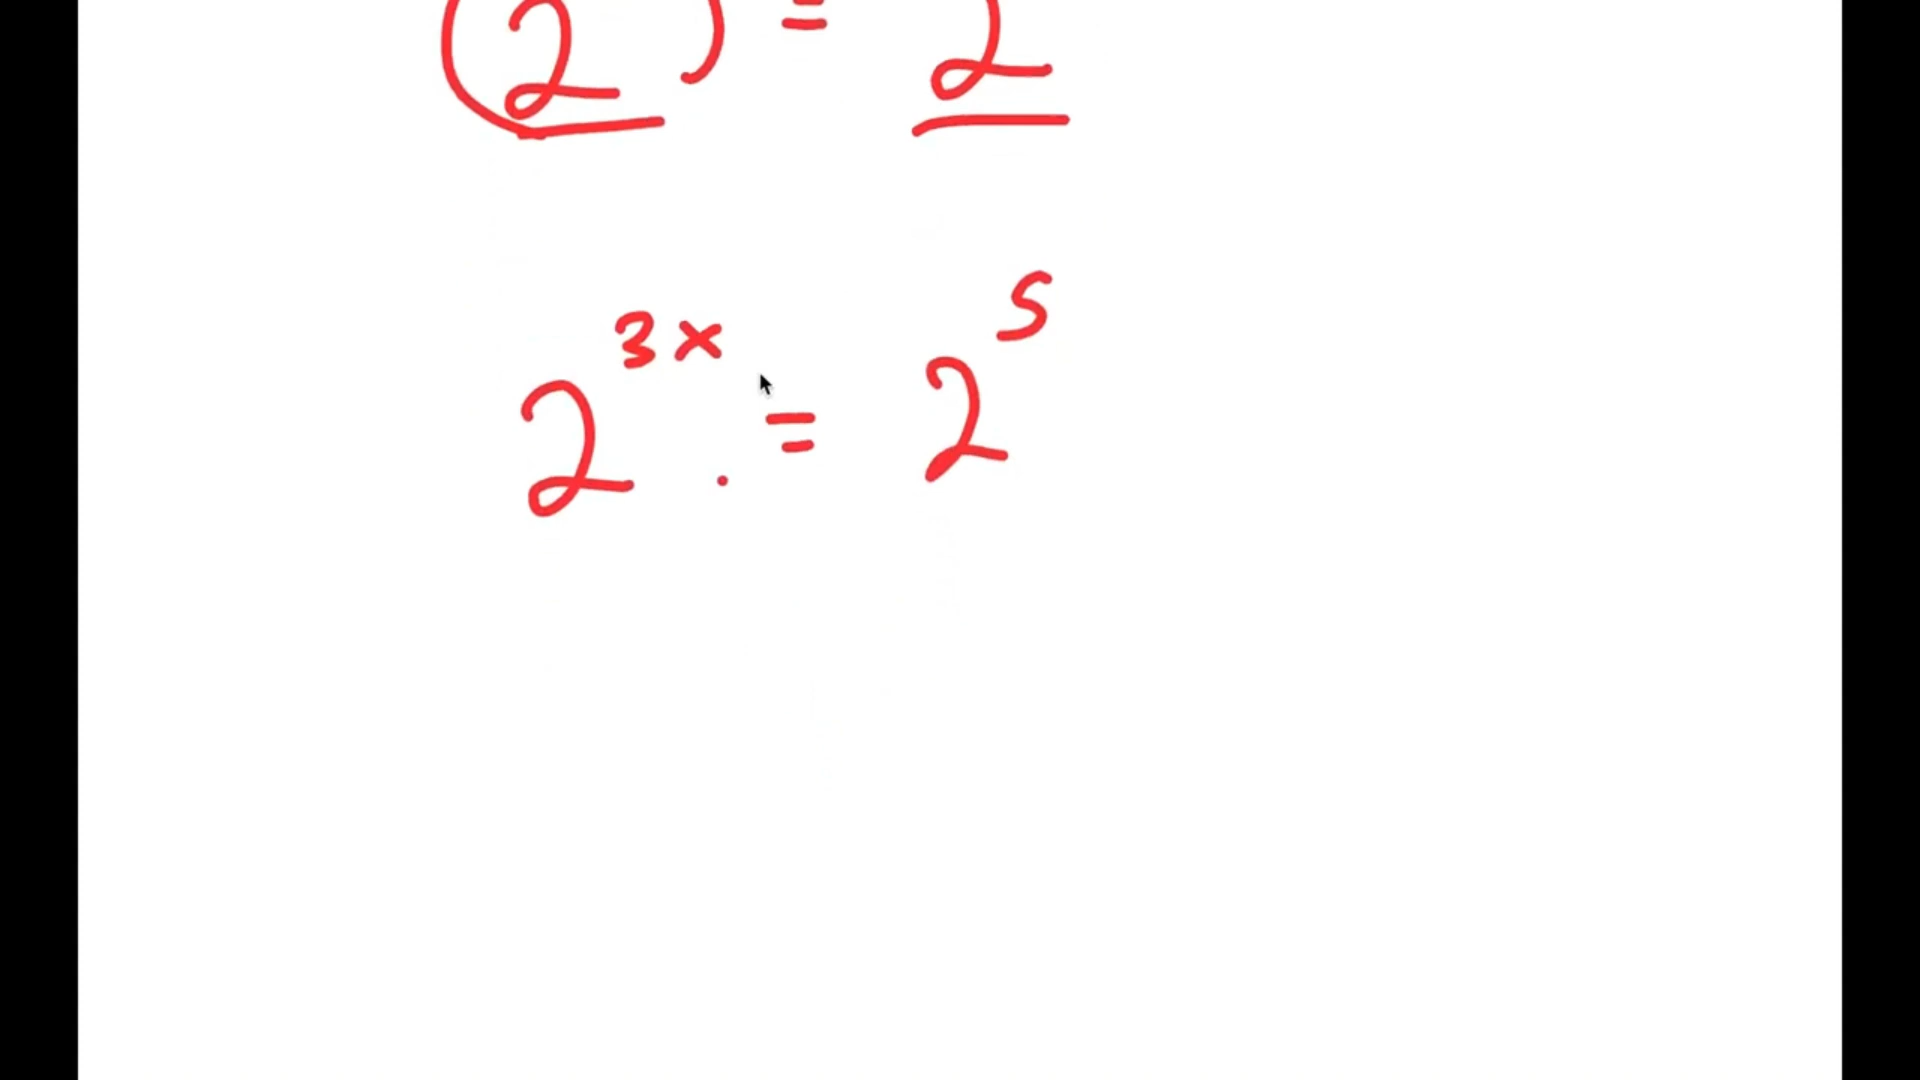 (2) = 2
2^{3x} = 2^5